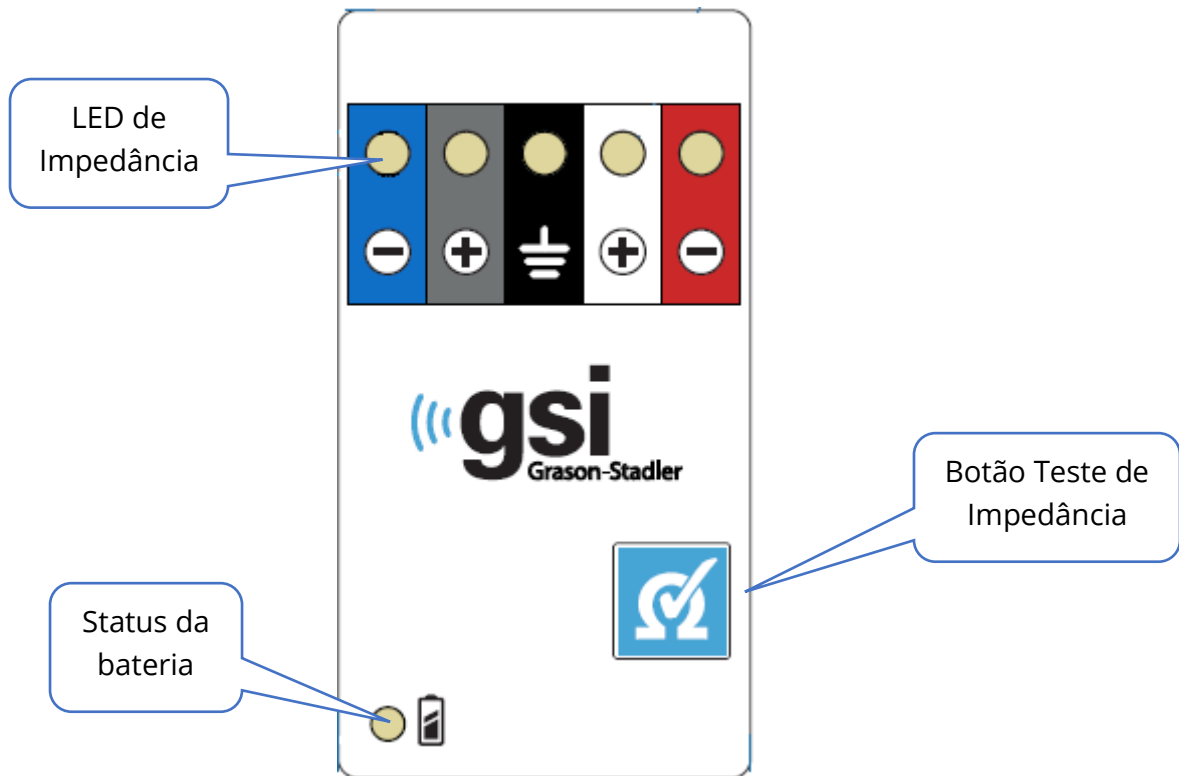 LED de
Impedância
gsi
Grason-Stadler
Botão Teste de
Impedância
Status da
bateria